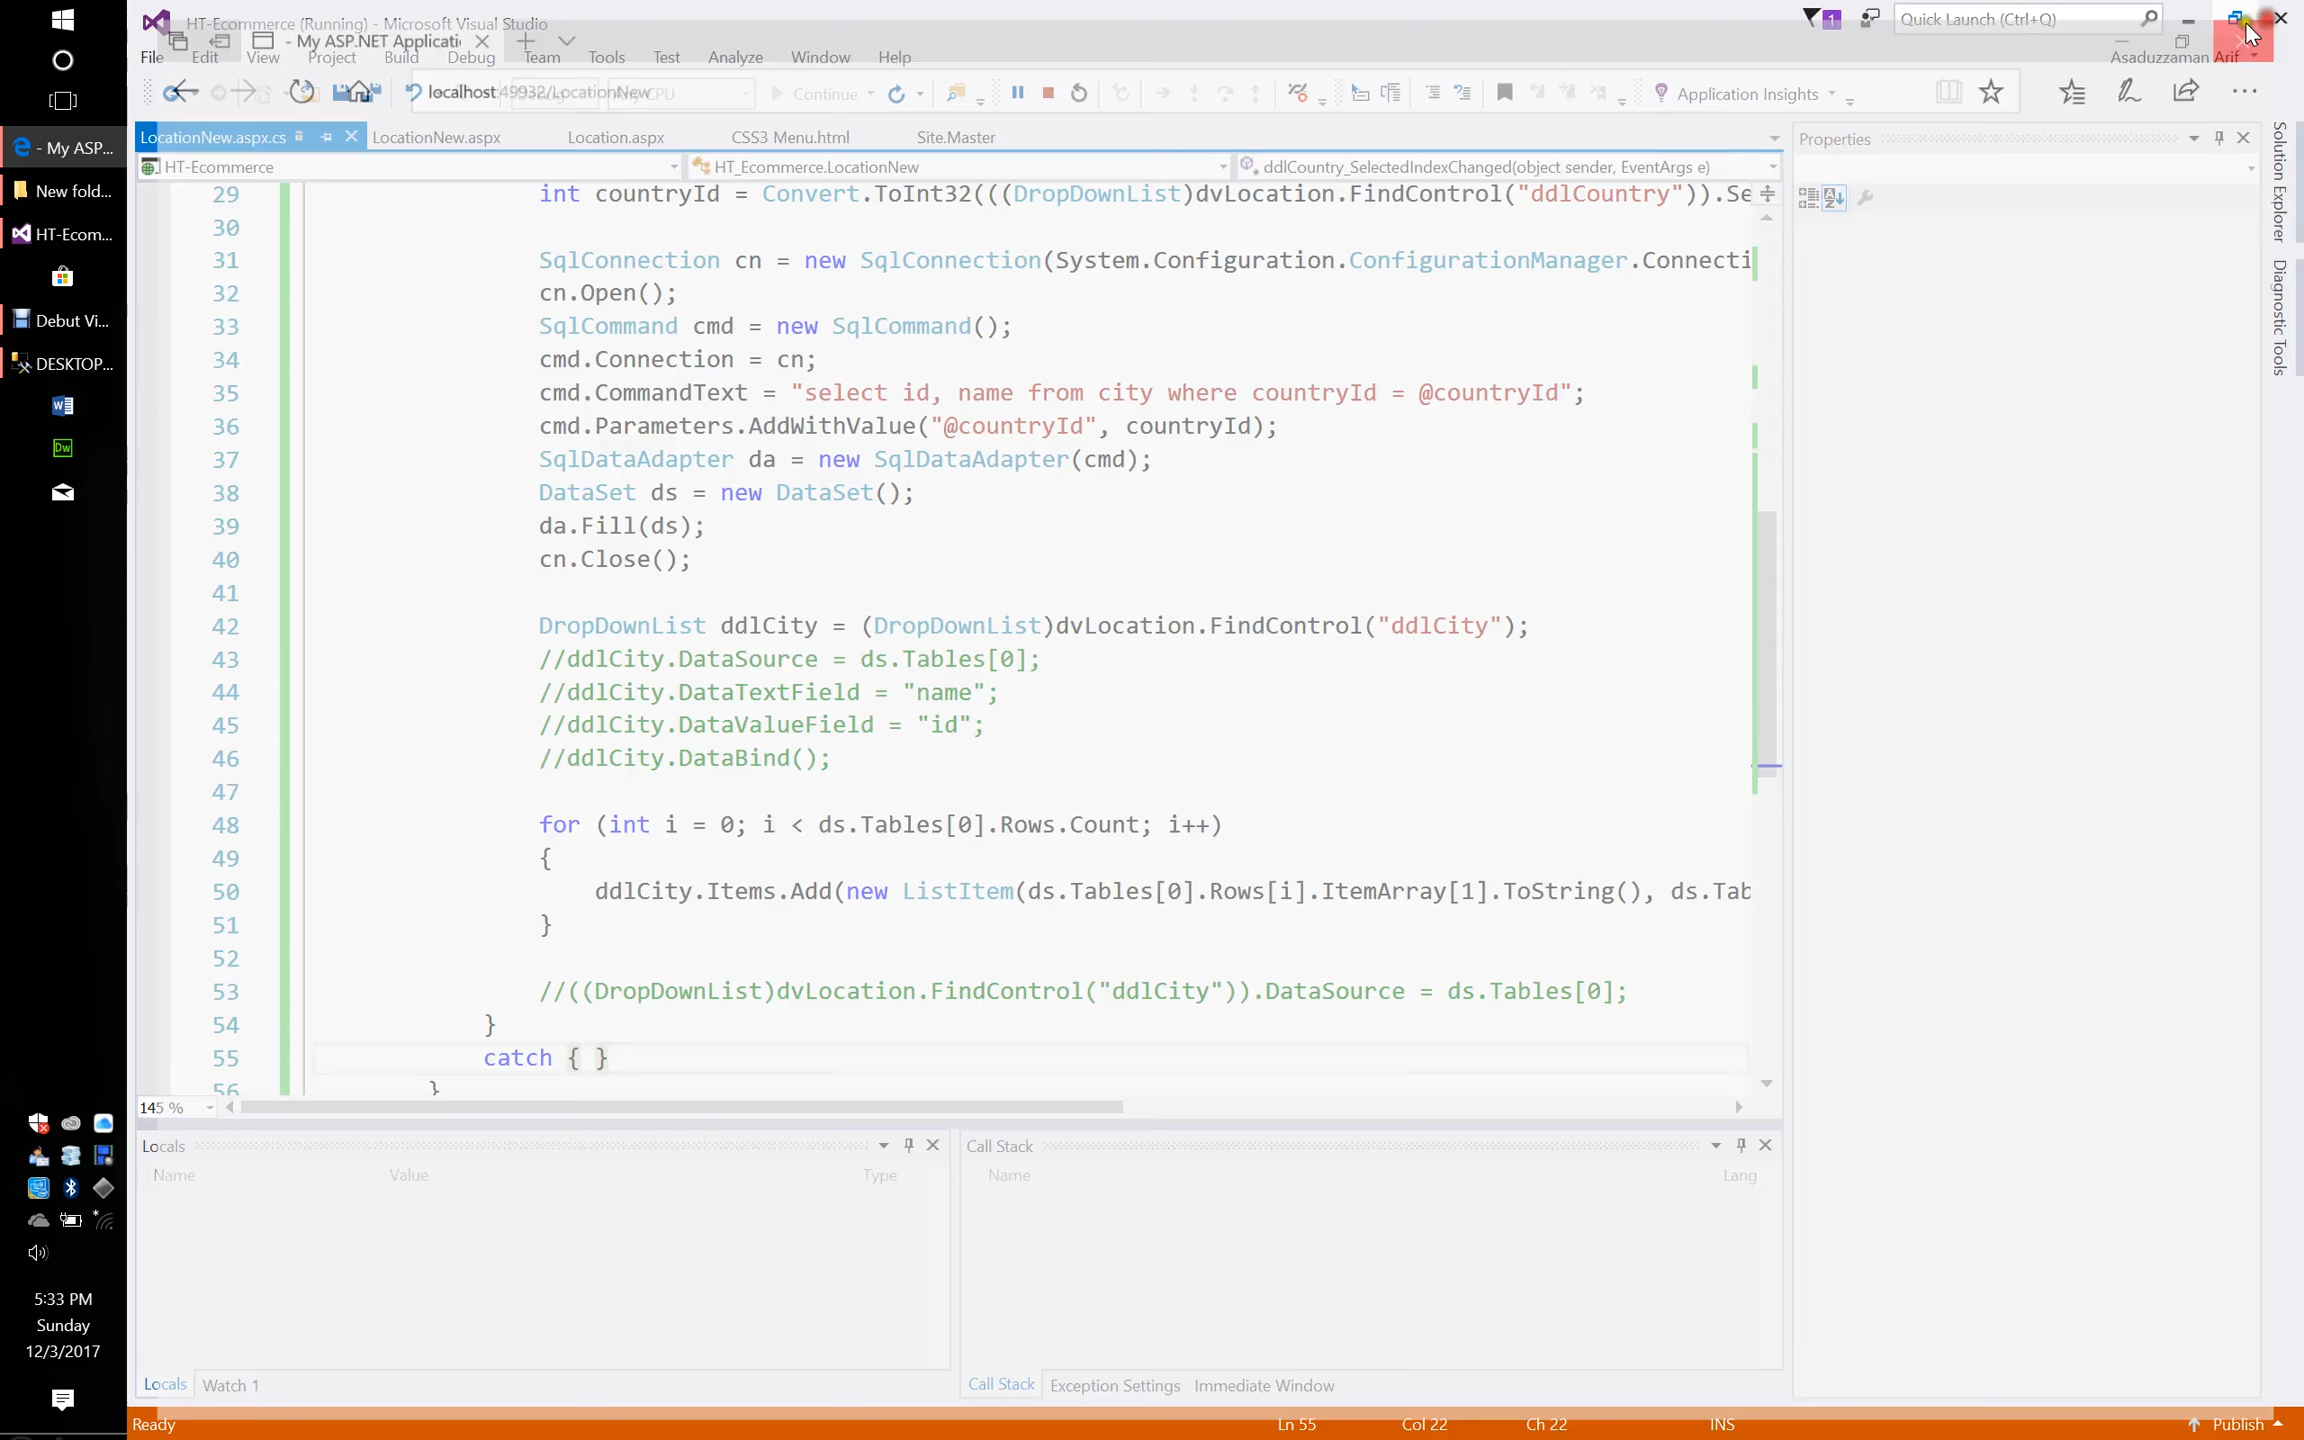 HT-Ecommerce (Running) - Microsoft Visual Studio
1
Quick Launch (Ctrl+Q)
- My ASP.NET Applicati
File Edit View Project Build Debug Team Tools Test Analyze Window Help
Asaduzzaman Arif
localhost:49932/LocationNew
Continue
Application Insights
LocationNew.aspx.cs
LocationNew.aspx
Location.aspx
CSS3 Menu.html
Site.Master
HT-Ecommerce
HT_Ecommerce.LocationNew
ddlCountry_SelectedIndexChanged(object sender, EventArgs e)
29 int countryId = Convert.ToInt32(((DropDownList)dvLocation.FindControl("ddlCountry")).Se
30
31 SqlConnection cn = new SqlConnection(System.Configuration.ConfigurationManager.Connecti
32 cn.Open();
33 SqlCommand cmd = new SqlCommand();
34 cmd.Connection = cn;
35 cmd.CommandText = "select id, name from city where countryId = @countryId";
36 cmd.Parameters.AddWithValue("@countryId", countryId);
37 SqlDataAdapter da = new SqlDataAdapter(cmd);
38 DataSet ds = new DataSet();
39 da.Fill(ds);
40 cn.Close();
41
42 DropDownList ddlCity = (DropDownList)dvLocation.FindControl("ddlCity");
43 //ddlCity.DataSource = ds.Tables[0];
44 //ddlCity.DataTextField = "name";
45 //ddlCity.DataValueField = "id";
46 //ddlCity.DataBind();
47
48 for (int i = 0; i < ds.Tables[0].Rows.Count; i++)
49 {
50 ddlCity.Items.Add(new ListItem(ds.Tables[0].Rows[i].ItemArray[1].ToString(), ds.Tab
51 }
52
53 //((DropDownList)dvLocation.FindControl("ddlCity")).DataSource = ds.Tables[0];
54 }
55 catch { }
56 }
145 %
Properties
Solution Explorer
Diagnostic Tools
Locals
Name Value Type
Call Stack
Name Lang
Locals Watch 1
Call Stack Exception Settings Immediate Window
Ready
Ln 55 Col 22 Ch 22 INS
Publish
- My ASP...
New fold...
HT-Ecom...
Debut Vi...
DESKTOP...
Dw
5:33 PM
Sunday
12/3/2017